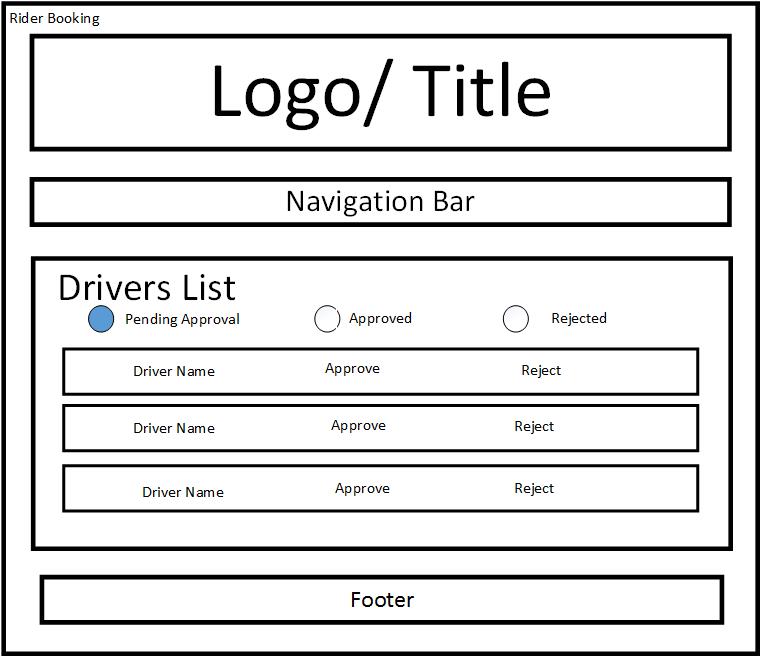 Rider Booking
Logo/ Title
Navigation Bar
Drivers List
Pending Approval Approved Rejected
Driver Name Approve Reject
Driver Name Approve Reject
Driver Name Approve Reject
Footer